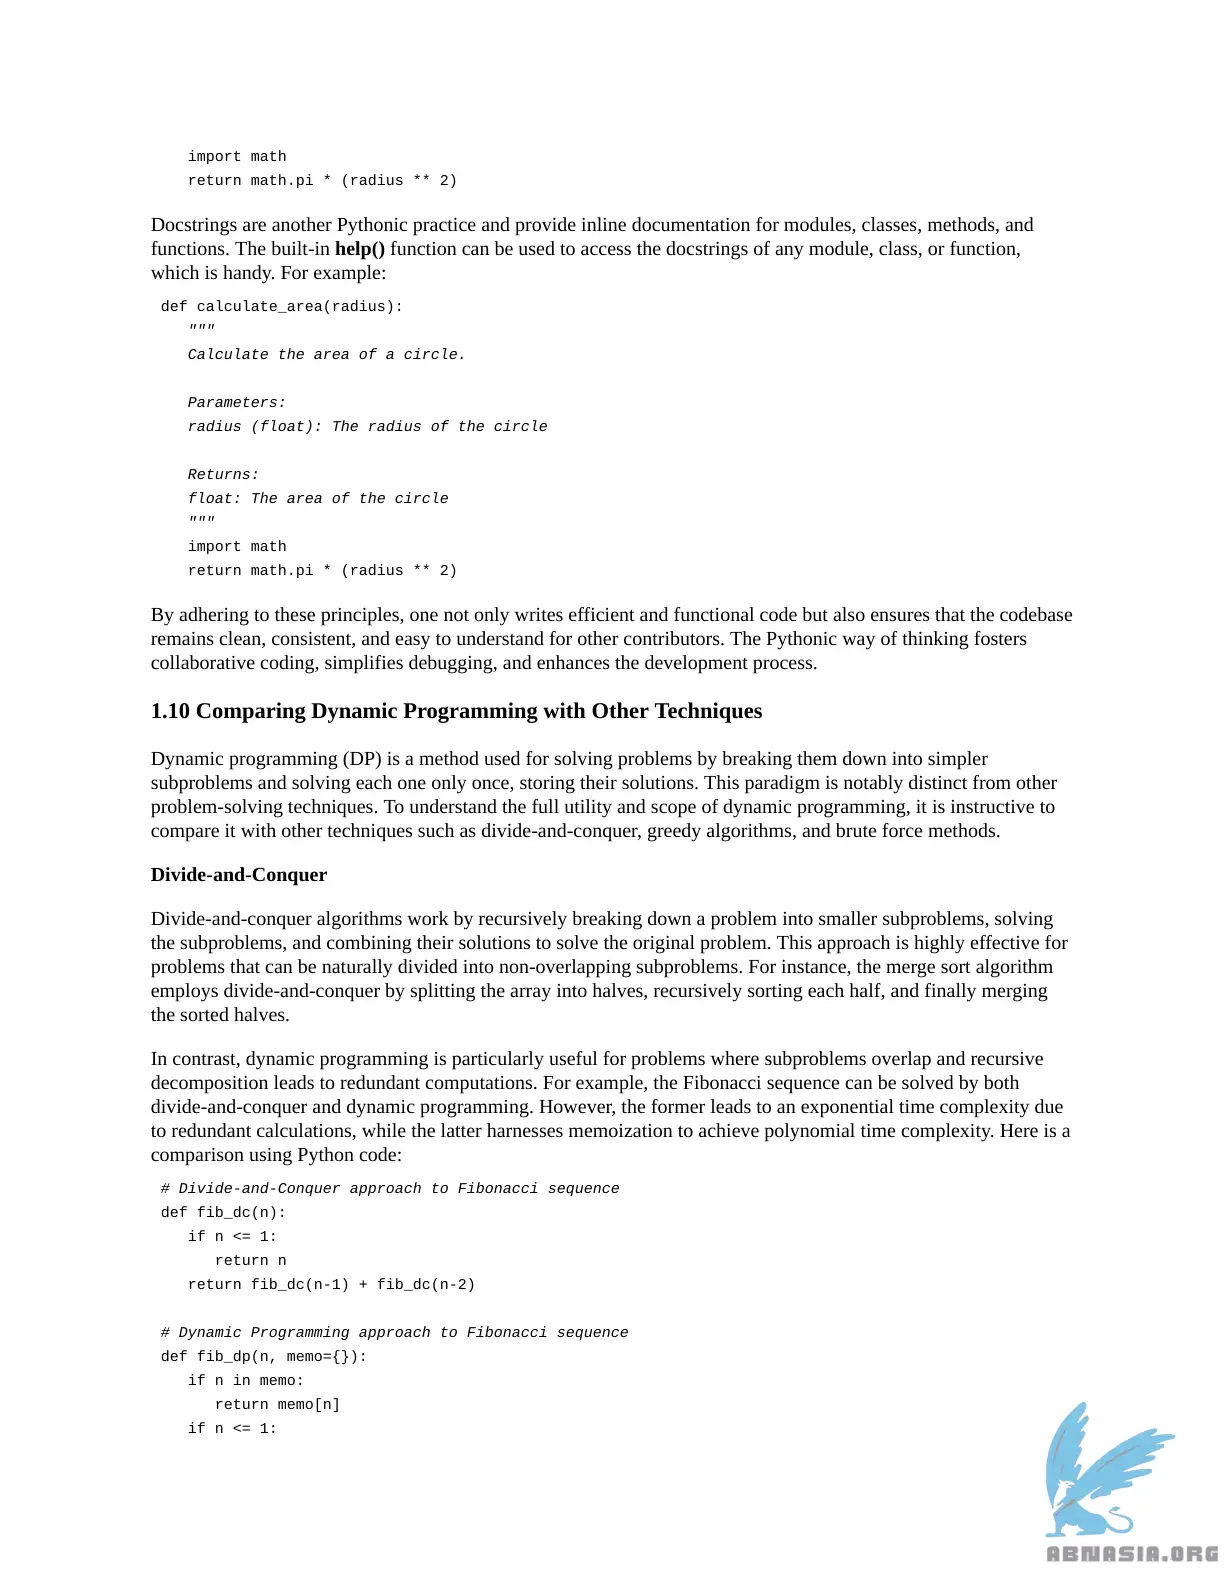 import math
return math.pi * (radius ** 2)
Docstrings are another Pythonic practice and provide inline documentation for modules, classes, methods, and
functions. The built-in help() function can be used to access the docstrings of any module, class, or function,
which is handy. For example:
def calculate_area(radius):
"""
Calculate the area of a circle.
Parameters:
radius (float): The radius of the circle
Returns:
float: The area of the circle
"""
import math
return math.pi * (radius ** 2)
By adhering to these principles, one not only writes efficient and functional code but also ensures that the codebase
remains clean, consistent, and easy to understand for other contributors. The Pythonic way of thinking fosters
collaborative coding, simplifies debugging, and enhances the development process.
1.10 Comparing Dynamic Programming with Other Techniques
Dynamic programming (DP) is a method used for solving problems by breaking them down into simpler
subproblems and solving each one only once, storing their solutions. This paradigm is notably distinct from other
problem-solving techniques. To understand the full utility and scope of dynamic programming, it is instructive to
compare it with other techniques such as divide-and-conquer, greedy algorithms, and brute force methods.
Divide-and-Conquer
Divide-and-conquer algorithms work by recursively breaking down a problem into smaller subproblems, solving
the subproblems, and combining their solutions to solve the original problem. This approach is highly effective for
problems that can be naturally divided into non-overlapping subproblems. For instance, the merge sort algorithm
employs divide-and-conquer by splitting the array into halves, recursively sorting each half, and finally merging
the sorted halves.
In contrast, dynamic programming is particularly useful for problems where subproblems overlap and recursive
decomposition leads to redundant computations. For example, the Fibonacci sequence can be solved by both
divide-and-conquer and dynamic programming. However, the former leads to an exponential time complexity due
to redundant calculations, while the latter harnesses memoization to achieve polynomial time complexity. Here is a
comparison using Python code:
# Divide-and-Conquer approach to Fibonacci sequence
def fib_dc(n):
if n <= 1:
return n
return fib_dc(n-1) + fib_dc(n-2)
# Dynamic Programming approach to Fibonacci sequence
def fib_dp(n, memo={}):
if n in memo:
return memo[n]
if n <= 1:
ABNASIA.ORG